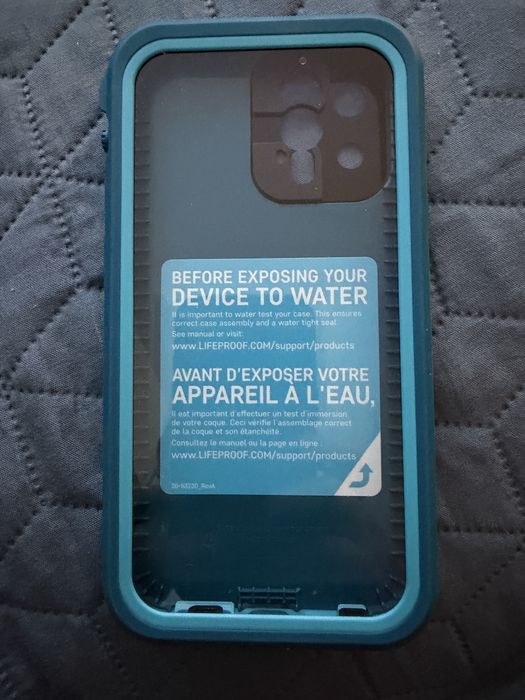 BEFORE EXPOSING YOUR
DEVICE TO WATER
It is important to water test your case. This ensures
correct case assembly and a water tight seal.
See manual or visit:
www.LIFEPROOF.COM/support/products
AVANT D'EXPOSER VOTRE
APPAREIL À L'EAU,
Il est important d'effectuer un test d'immersion
de votre coque. Ceci vérifie l'assemblage correct
de la coque et son étanchéité.
Consultez le manuel ou la page en ligne :
www.LIFEPROOF.COM/support/products